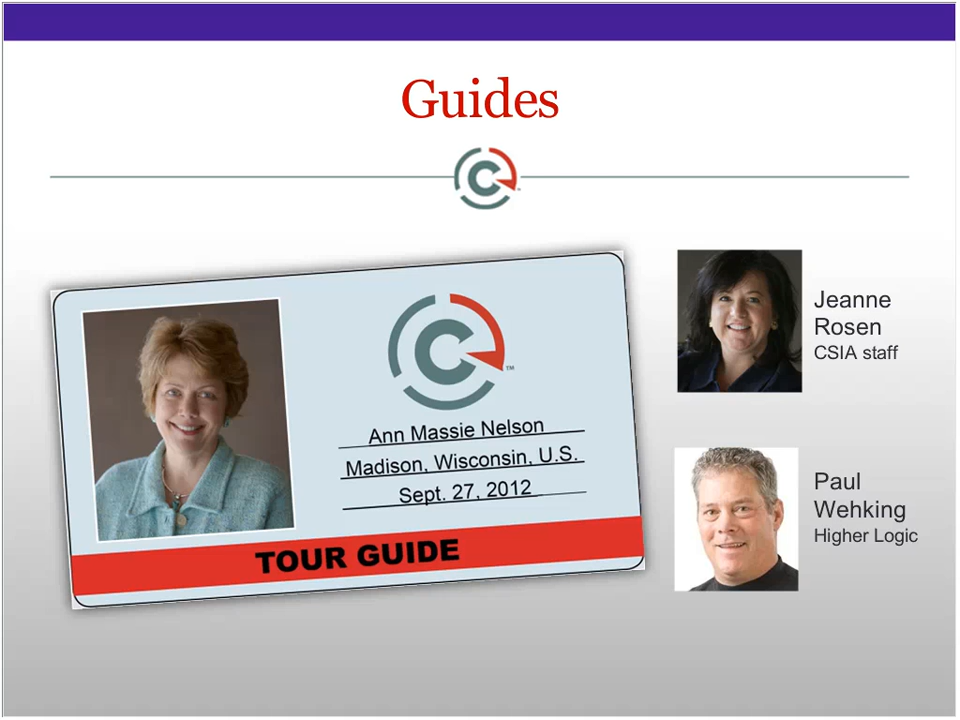 Guides
C
C
TM
Ann Massie Nelson
Madison, Wisconsin, U.S.
Sept. 27, 2012
TOUR GUIDE
Jeanne
Rosen
CSIA staff
Paul
Wehking
Higher Logic